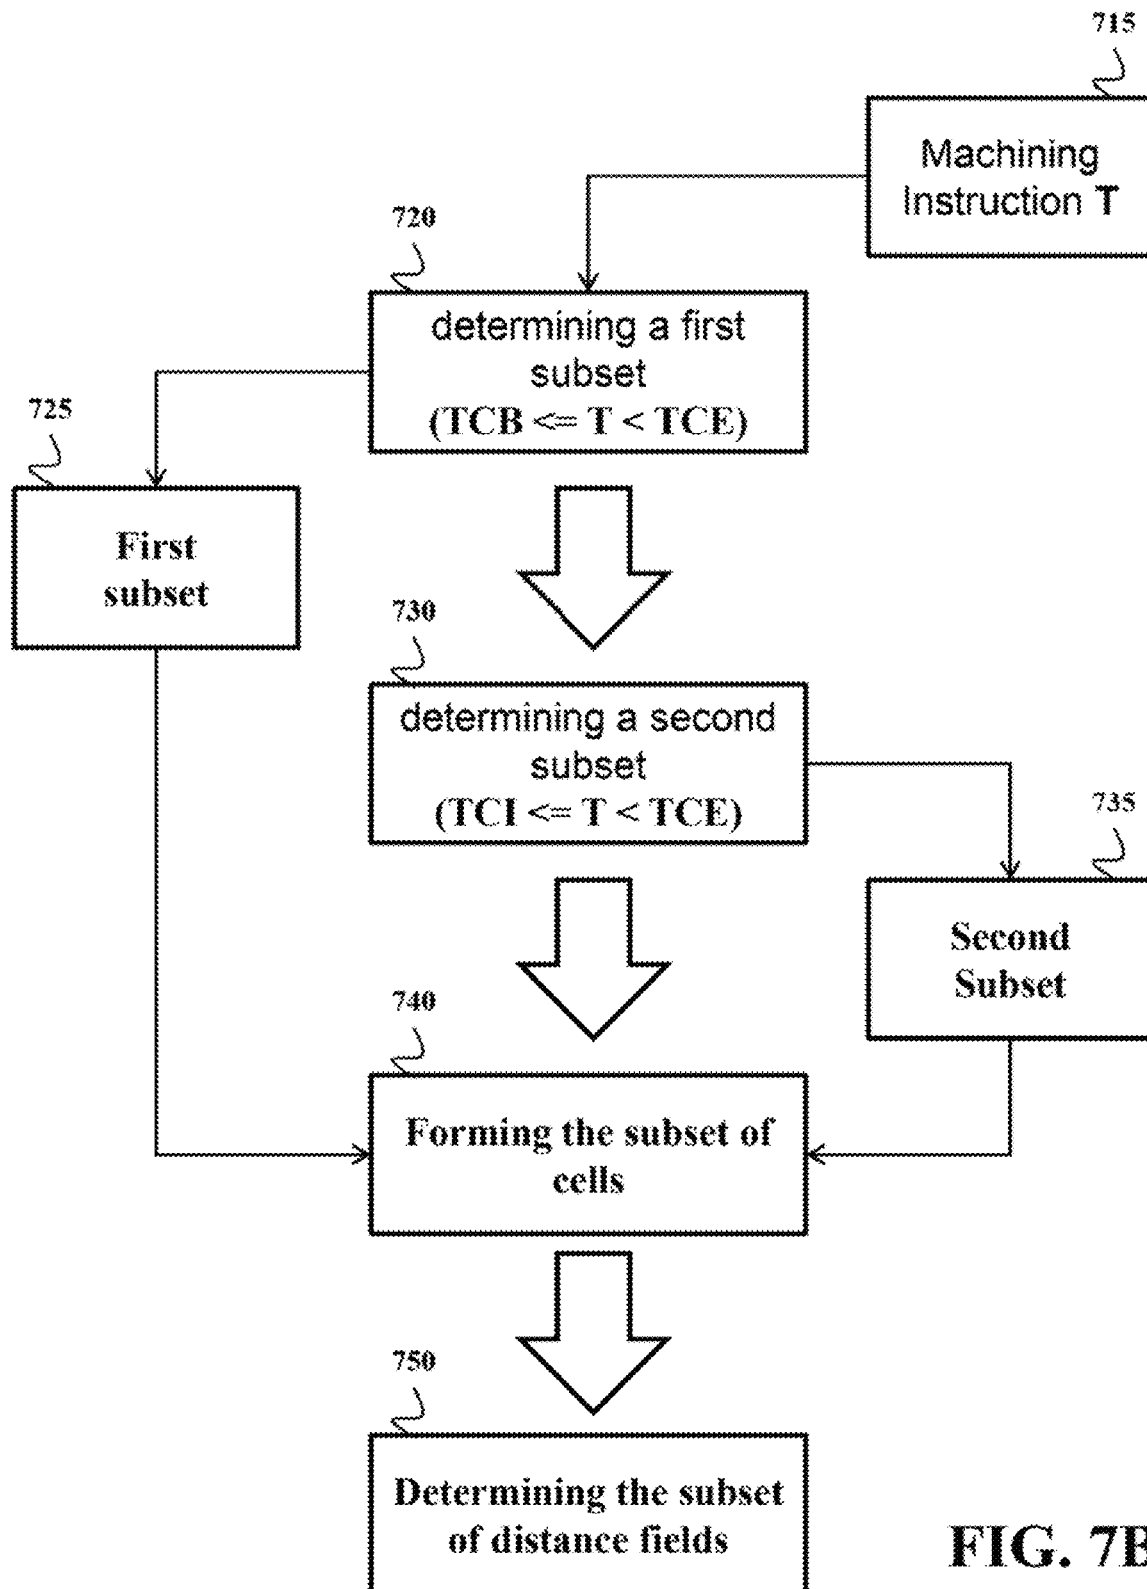 715
Machining
Instruction T
720
determining a first
subset
(TCB <= T < TCE)
725
First
subset
730
determining a second
subset
(TCI <= T < TCE)
735
Second
Subset
740
Forming the subset of
cells
750
Determining the subset
of distance fields
FIG. 7B